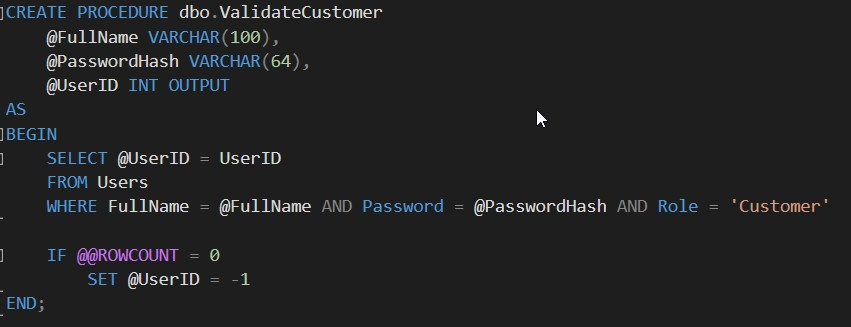 CREATE PROCEDURE dbo.ValidateCustomer
    @FullName VARCHAR(100),
    @PasswordHash VARCHAR(64),
    @UserID INT OUTPUT
AS
BEGIN
    SELECT @UserID = UserID
    FROM Users
    WHERE FullName = @FullName AND Password = @PasswordHash AND Role = 'Customer'
    IF @@ROWCOUNT = 0
        SET @UserID = -1
END;